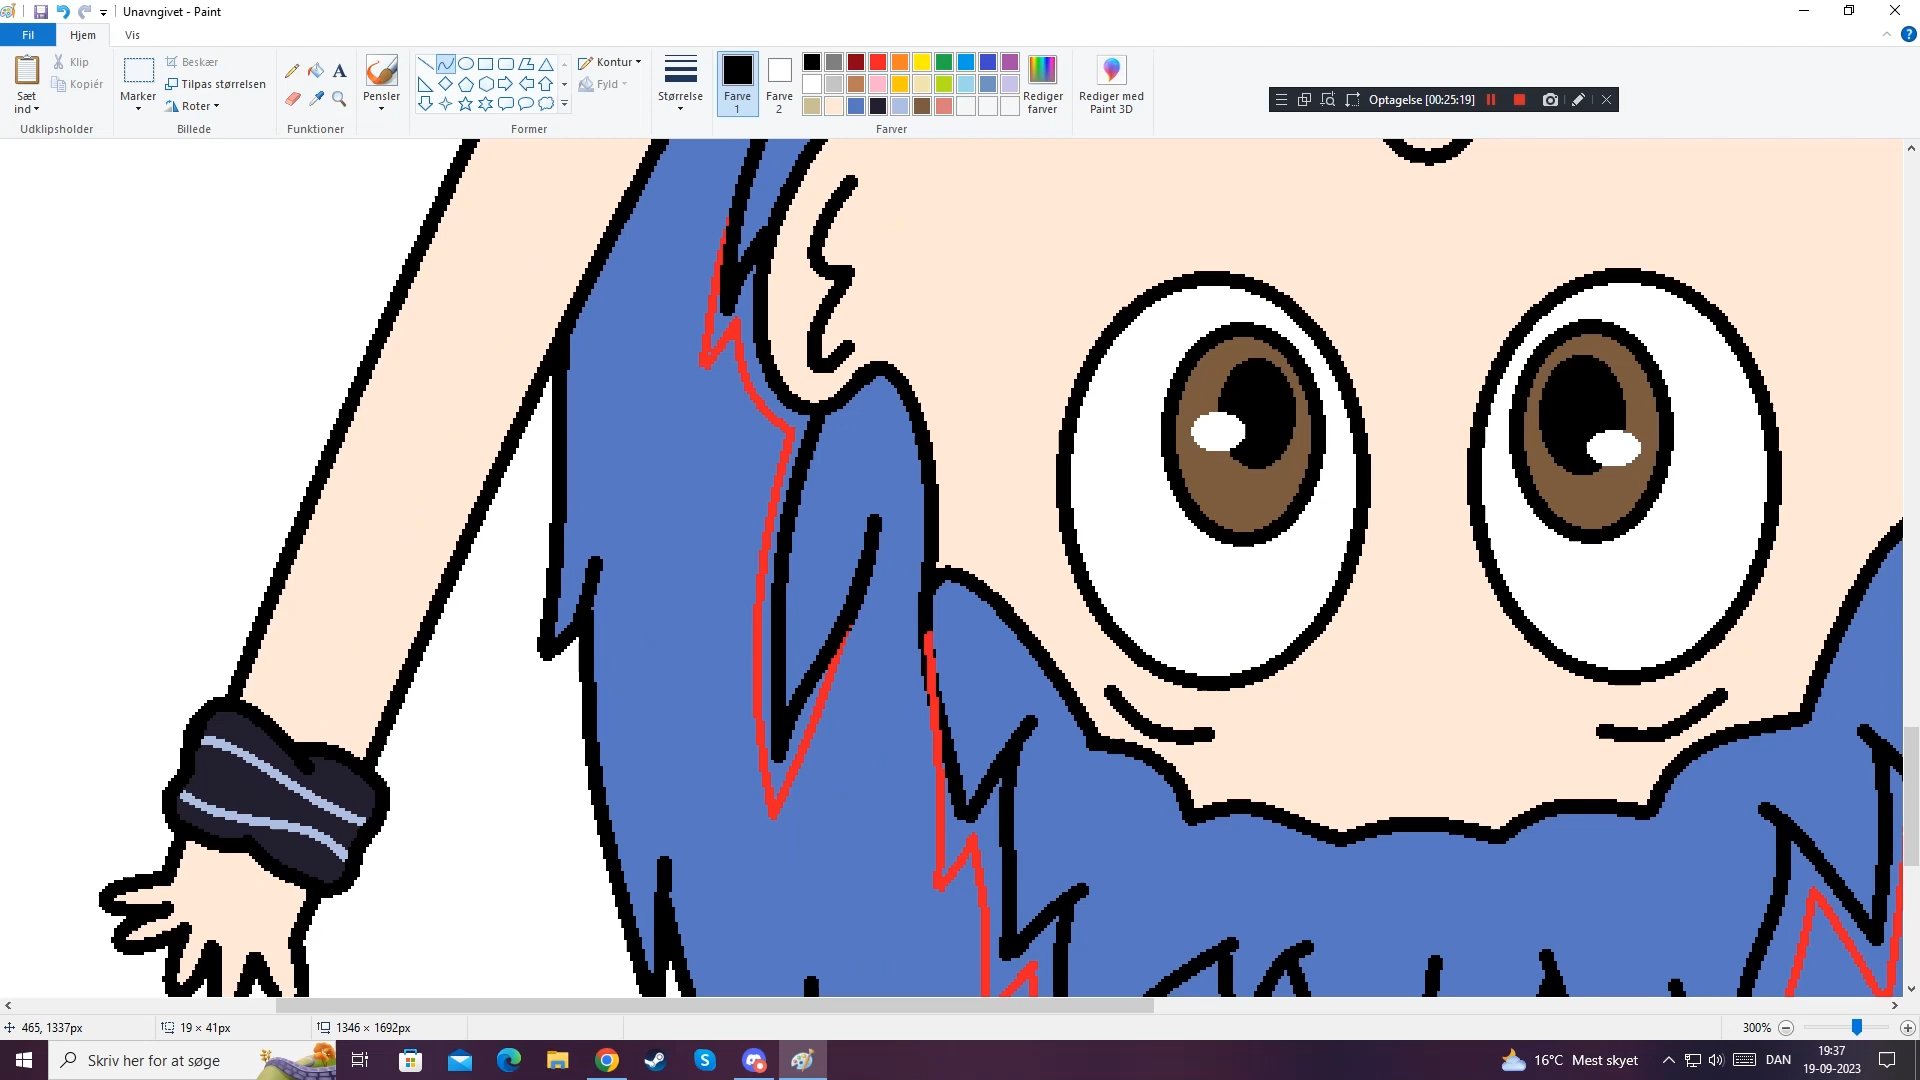 Unavngivet - Paint
Fil Hjem Vis
Sæt ind
Klip
Kopiér
Udklipsholder
Marker
Beskær
Tilpas størrelsen
Roter
Billede
A
Funktioner
Pensler
Former
Kontur
Fyld
Størrelse
Farve 1
Farve 2
Rediger farver
Farver
Rediger med Paint 3D
Optagelse [00:25:19]
465, 1337px
19 × 41px
1346 × 1692px
300%
Skriv her for at søge
16°C Mest skyet
DAN
19:37
19-09-2023